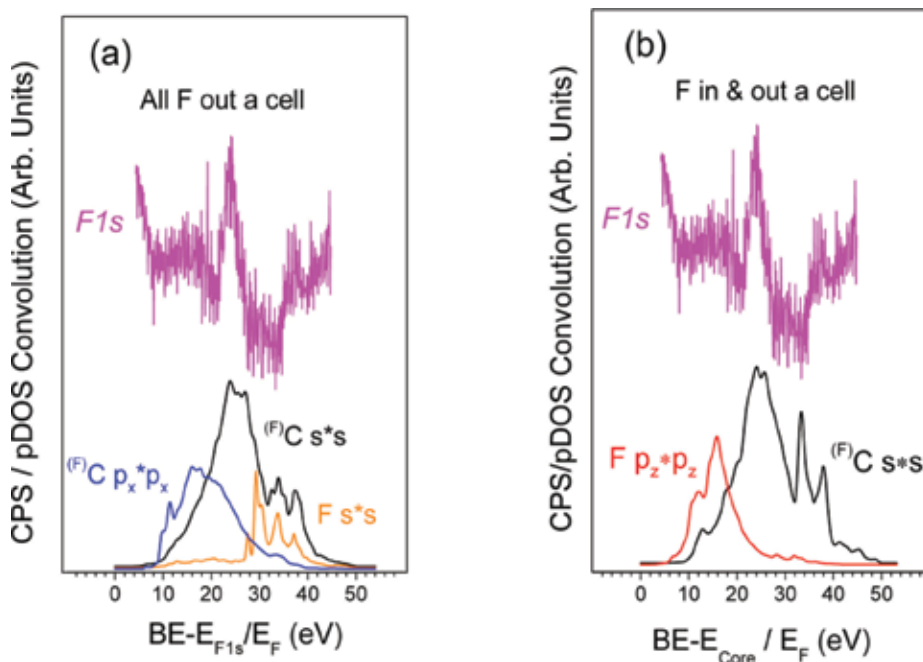 (a)
All F out a cell
F1s
(F)C s*s
(F)C px*px
F s*s
CPS / pDOS Convolution (Arb. Units)
0 10 20 30 40 50
BE-EF1s/EF (eV)
(b)
F in & out a cell
F1s
F pz*pz
(F)C s*s
CPS/pDOS Convolution (Arb. Units)
0 10 20 30 40 50
BE-ECore / EF (eV)